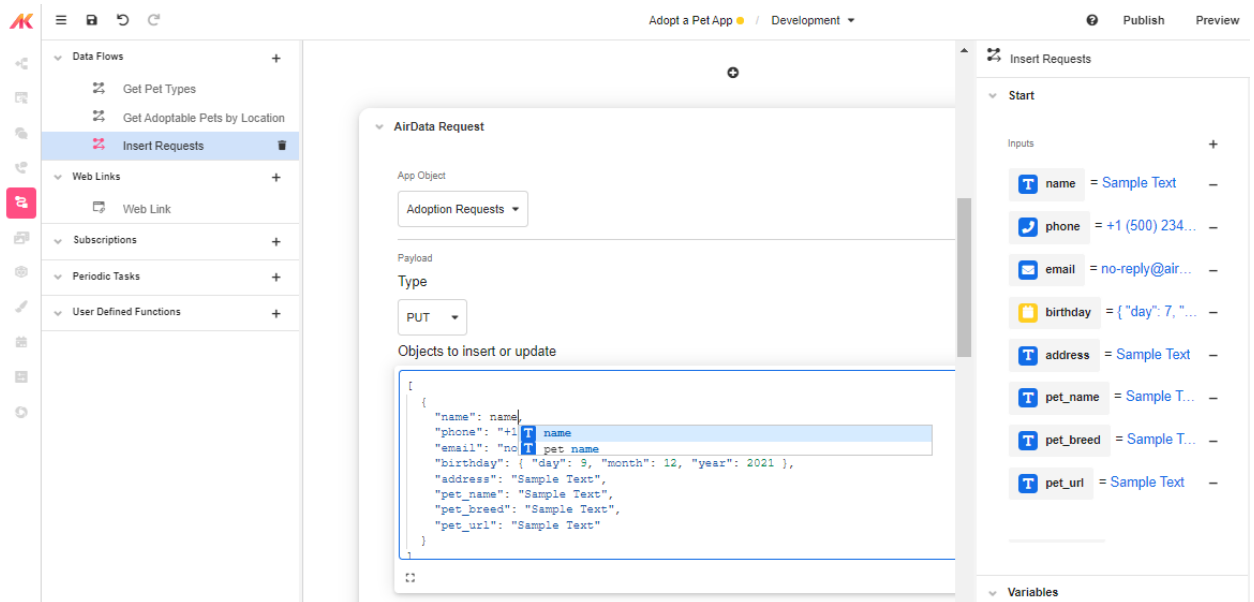 Adopt a Pet App / Development
Publish
Preview
Data Flows
Get Pet Types
Get Adoptable Pets by Location
Insert Requests
Web Links
Web Link
Subscriptions
Periodic Tasks
User Defined Functions
AirData Request
App Object
Adoption Requests
Payload
Type
PUT
Objects to insert or update
[
{
"name": name,
"phone": "+1
"email": "no
name
pet name
"birthday": { "day": 9, "month": 12, "year": 2021 },
"address": "Sample Text",
"pet_name": "Sample Text",
"pet_breed": "Sample Text",
"pet_url": "Sample Text"
}
]
Insert Requests
Start
Inputs
name = Sample Text
phone = +1 (500) 234...
email = no-reply@air...
birthday = { "day": 7, "...
address = Sample Text
pet_name = Sample T...
pet_breed = Sample T...
pet_url = Sample Text
Variables